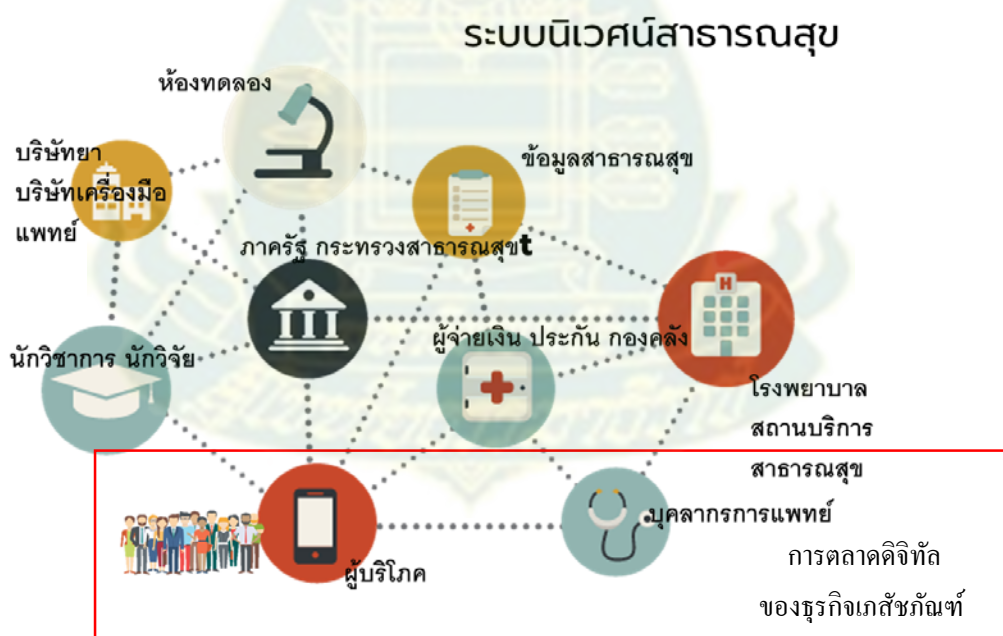 ระบบนิเวศน์สาธารณสุข
ห้องทดลอง
บริษัทยา
บริษัทเครื่องมือ
แพทย์
ข้อมูลสาธารณสุข
ภาครัฐ กระทรวงสาธารณสุขt
ผู้จ่ายเงิน ประกัน กองคลัง
นักวิชาการ นักวิจัย
โรงพยาบาล
สถานบริการ
สาธารณสุข
บุคลากรการแพทย์
ผู้บริโภค
การตลาดดิจิทัล
ของธุรกิจเภสัชภัณฑ์
H